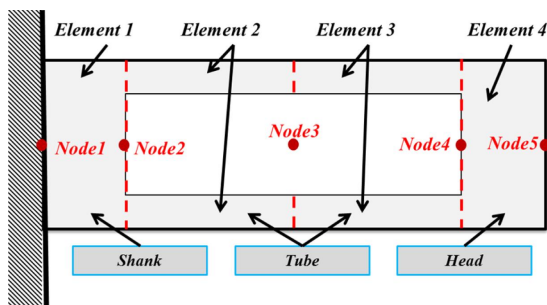 Element 1 Element 2 Element 3 Element 4
Node1 Node2 Node3 Node4 Node5
Shank Tube Head